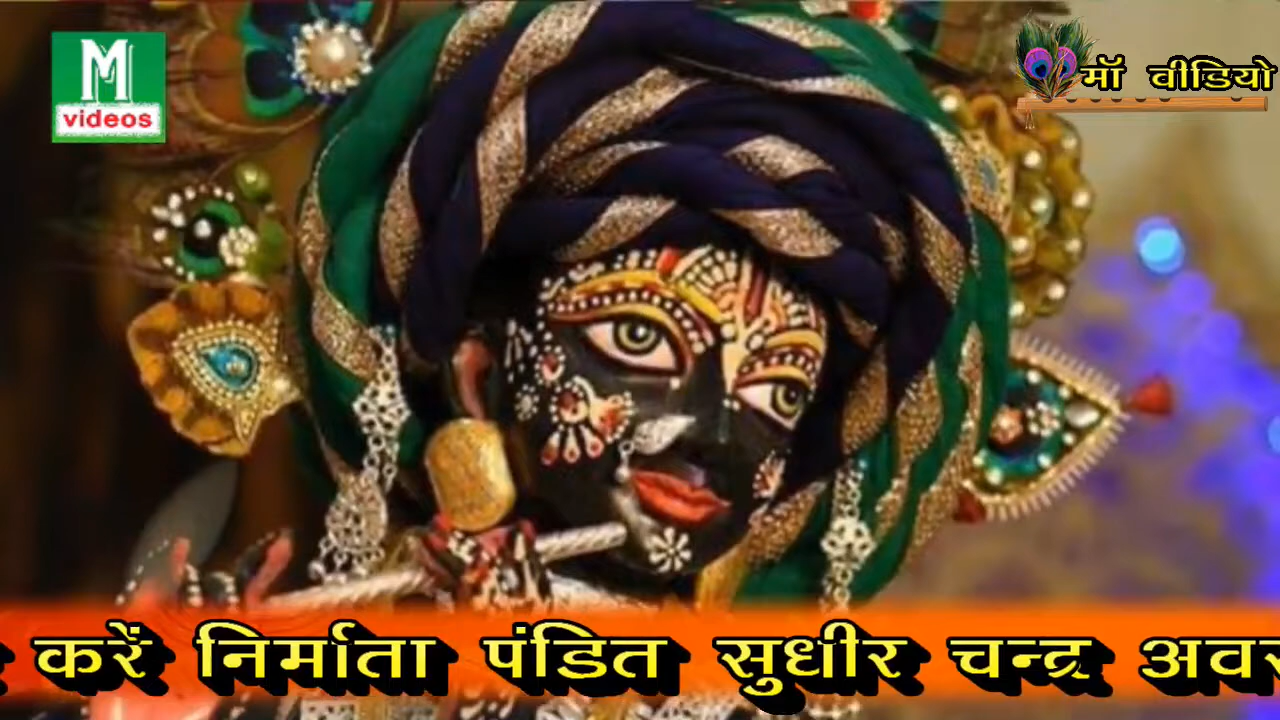 M
videos
मॉ वीडियो
करें निर्माता पंडित सुधीर चन्द्र